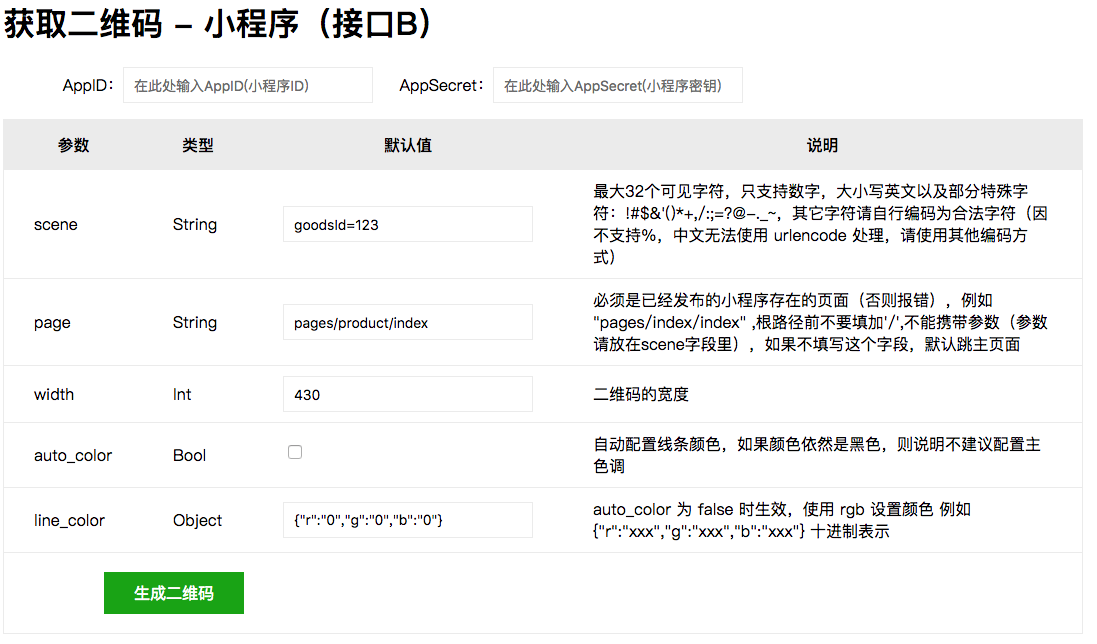 获取二维码 – 小程序（接口B）
AppID： 在此处输入AppID(小程序ID) AppSecret： 在此处输入AppSecret(小程序密钥)
参数 类型 默认值 说明
scene String goodsId=123
最大32个可见字符，只支持数字，大小写英文以及部分特殊字
符：!#$&'()*+,/:;=?@-._~，其它字符请自行编码为合法字符（因
不支持%，中文无法使用 urlencode 处理，请使用其他编码方
式）
page String pages/product/index
必须是已经发布的小程序存在的页面（否则报错），例如
"pages/index/index" ,根路径前不要填加'/',不能携带参数（参数
请放在scene字段里），如果不填写这个字段，默认跳主页面
width Int 430 二维码的宽度
auto_color Bool
自动配置线条颜色，如果颜色依然是黑色，则说明不建议配置主
色调
line_color Object {"r":"0","g":"0","b":"0"}
auto_color 为 false 时生效，使用 rgb 设置颜色 例如
{"r":"xxx","g":"xxx","b":"xxx"} 十进制表示
生成二维码